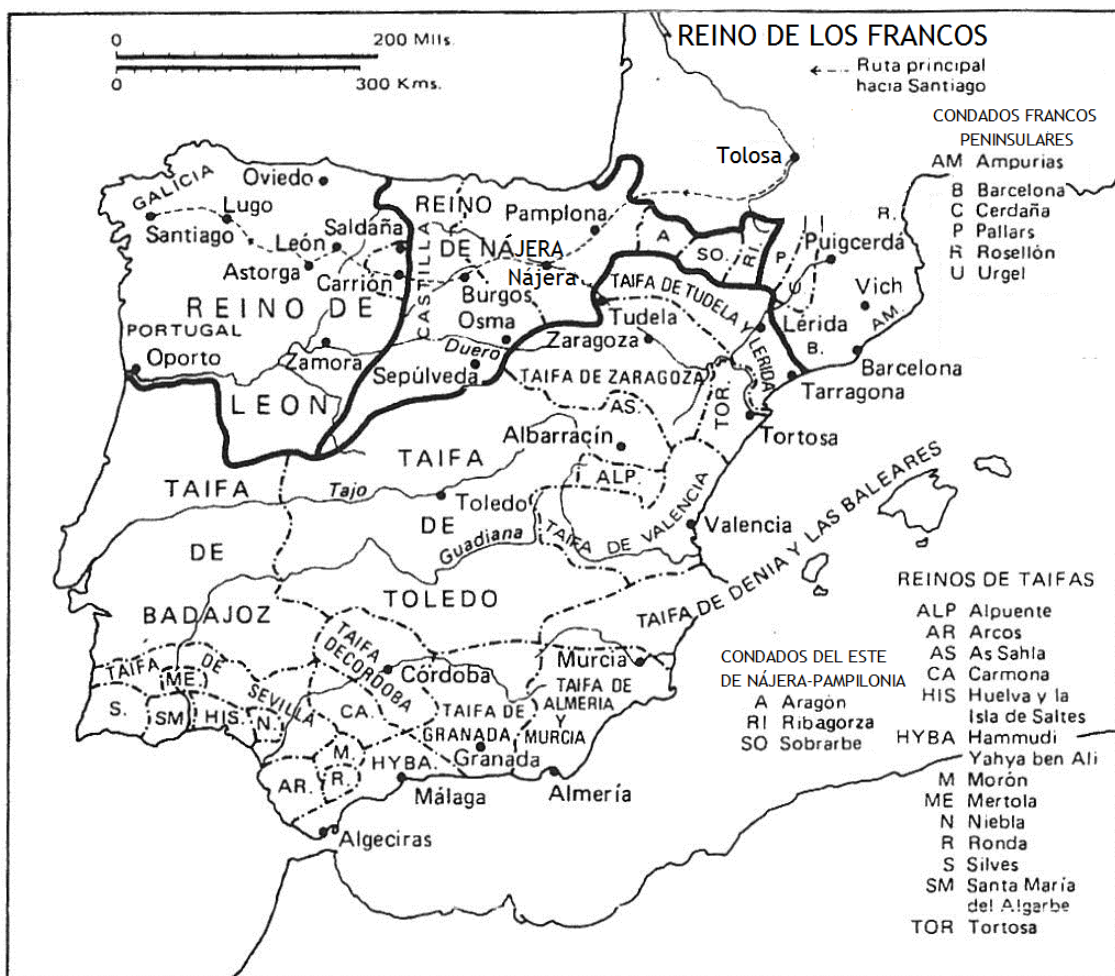 0 200 Mlls.
0 300 Kms.
REINO DE LOS FRANCOS
Ruta principal
hacia Santiago
CONDADOS FRANCOS
PENINSULARES
AM Ampurias
B Barcelona
C Cerdaña
P Pallars
R Rosellón
U Urgel
Tolosa
GALICIA
Oviedo
Lugo
Santiago
León
Saldaña
Astorga
Carrión
REINO DE
LEON
PORTUGAL
Oporto
Zamora
CASTILLA
REINO
DE NÁJERA
Pamplona
Nájera
Burgos
Osma
Duero
Sepúlveda
A
SO.
RI
P
U
R.
Puigcerdá
Vich
AM.
Lérida
B.
Barcelona
Tarragona
TAIFA DE TUDELA Y
LERIDA
Tudela
Zaragoza
TAIFA DE ZARAGOZA
TOR.
Tortosa
AS.
Albarracín
ALP.
TAIFA DE VALENCIA
Valencia
TAIFA
DE
TOLEDO
Tajo
Toledo
Guadiana
TAIFA
DE
BADAJOZ
TAIFA DE DENIA Y LAS BALEARES
TAIFA DE SEVILLA
ME.
S.
SM
HIS.
N.
TAIFA
DECORDOBA
Córdoba
CA.
M
R.
AR.
HYBA.
TAIFA DE
GRANADA
Granada
Murcia
TAIFA DE
ALMERIA
Y
MURCIA
Málaga
Almería
Algeciras
CONDADOS DEL ESTE
DE NÁJERA-PAMPILONIA
A Aragón
RI Ribagorza
SO Sobrarbe
REINOS DE TAIFAS
ALP Alpuente
AR Arcos
AS As Sahla
CA Carmona
HIS Huelva y la
Isla de Saltes
HYBA Hammudi
Yahya ben Ali
M Morón
ME Mertola
N Niebla
R Ronda
S Silves
SM Santa María
del Algarbe
TOR Tortosa